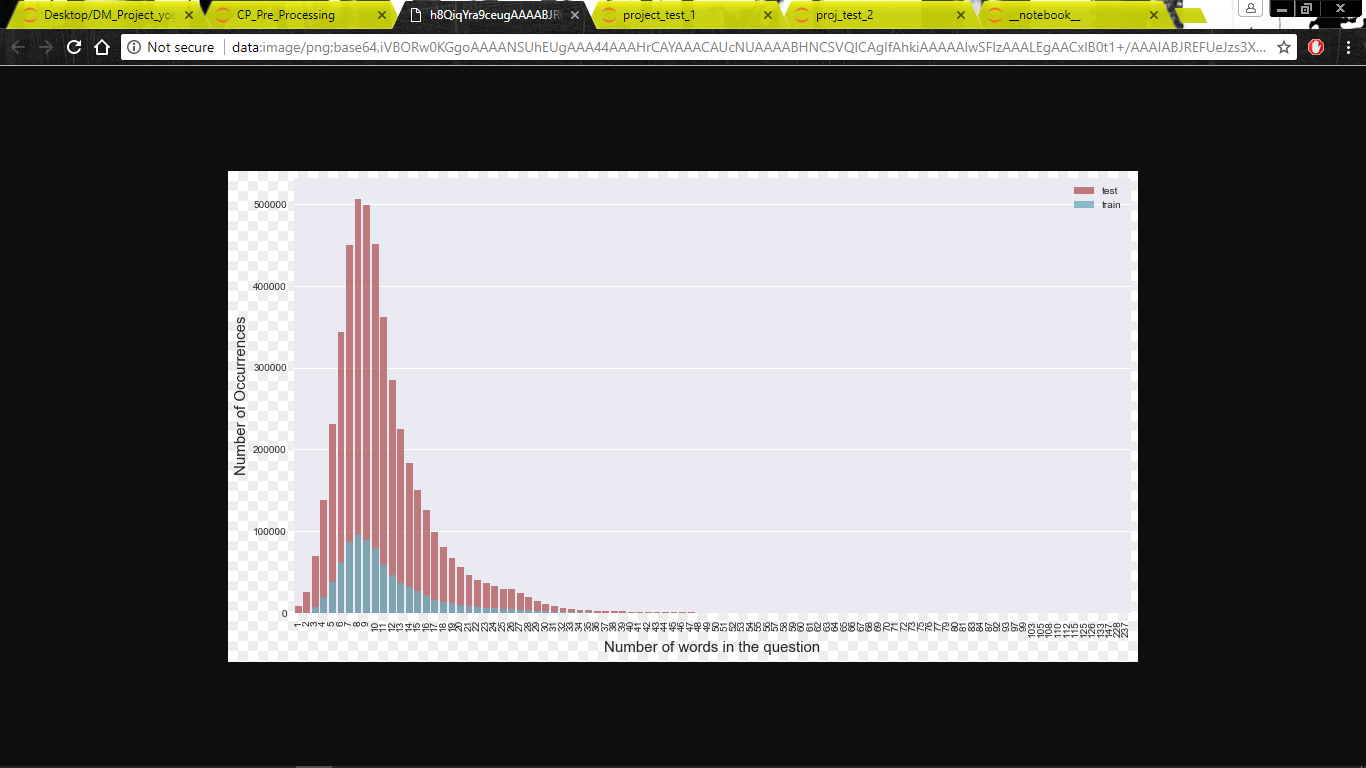 Desktop/DM_Project_yog
CP_Pre_Processing
h8QiqYra9ceugAAAABJR
project_test_1
proj_test_2
__notebook__
Not secure
data:image/png;base64,iVBORw0KGgoAAAANSUhEUgAAA44AAAHrCAYAAACAUcNUAAAABHNCSVQICAgIfAhkiAAAAAlwSFlzAAALEgAACxIB0t1+/AAAIABJREFUeJzs3X...
test
train
500000
400000
300000
200000
100000
0
Number of Occurrences
1 2 3 4 5 6 7 8 9 10 11 12 13 14 15 16 17 18 19 20 21 22 23 24 25 26 27 28 29 30 31 32 33 34 35 36 37 38 39 40 41 42 43 44 45 46 47 48 49 50 51 52 53 54 55 56 57 58 59 60 61 62 63 64 65 66 67 68 69 70 71 72 73 75 76 77 78 79 80 81 83 84 87 92 93 97 99 103 105 108 110 112 115 125 126 133 147 228 237
Number of words in the question